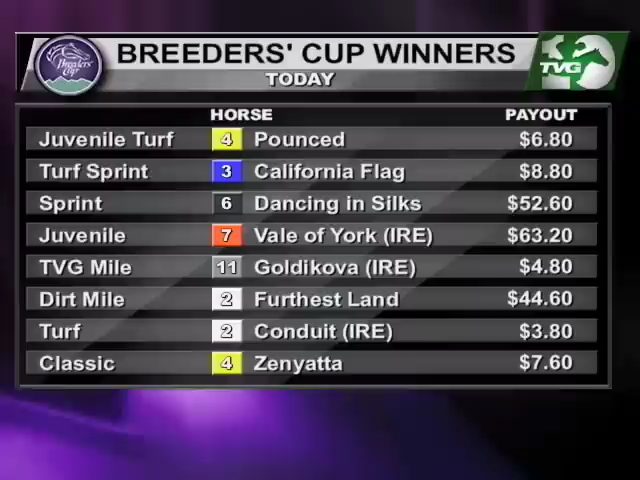 Breeders' Cup
BREEDERS' CUP WINNERS
TODAY
TVG
HORSE PAYOUT
Juvenile Turf 4 Pounced $6.80
Turf Sprint 3 California Flag $8.80
Sprint 6 Dancing in Silks $52.60
Juvenile 7 Vale of York (IRE) $63.20
TVG Mile 11 Goldikova (IRE) $4.80
Dirt Mile 2 Furthest Land $44.60
Turf 2 Conduit (IRE) $3.80
Classic 4 Zenyatta $7.60